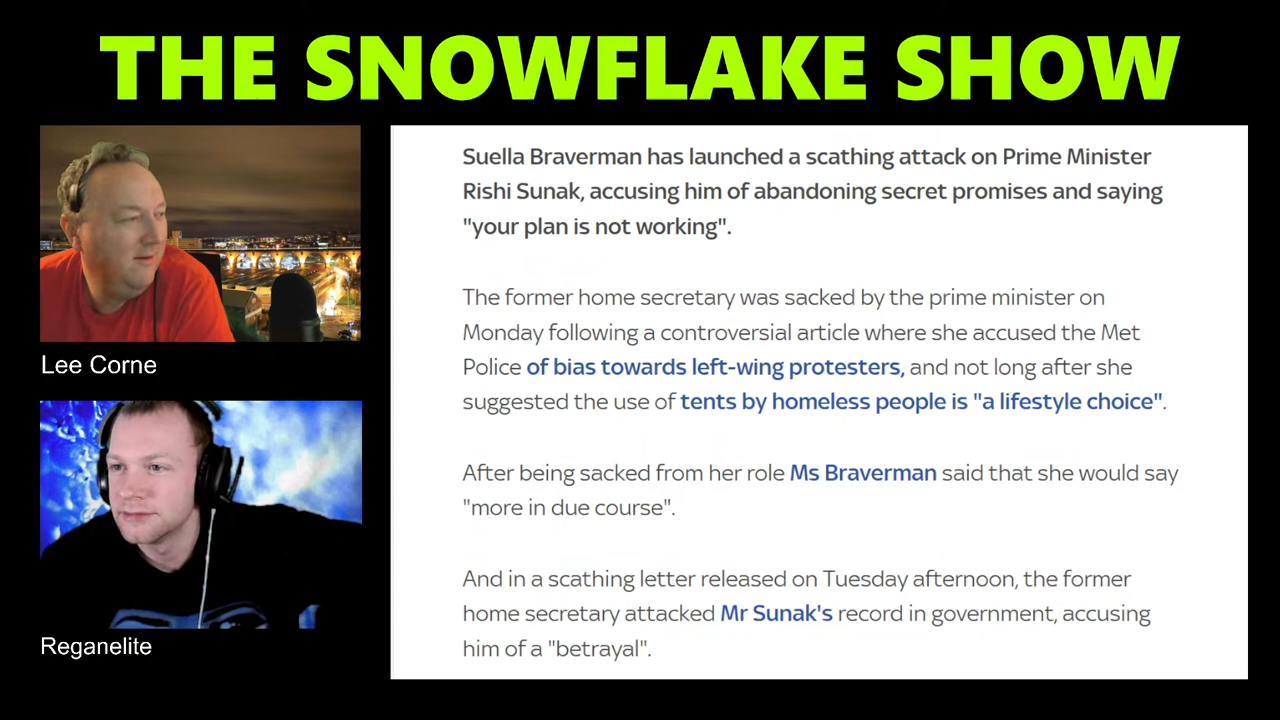 THE SNOWFLAKE SHOW
Lee Corne
Reganelite
Suella Braverman has launched a scathing attack on Prime Minister
Rishi Sunak, accusing him of abandoning secret promises and saying
"your plan is not working".
The former home secretary was sacked by the prime minister on
Monday following a controversial article where she accused the Met
Police of bias towards left-wing protesters, and not long after she
suggested the use of tents by homeless people is "a lifestyle choice".
After being sacked from her role Ms Braverman said that she would say
"more in due course".
And in a scathing letter released on Tuesday afternoon, the former
home secretary attacked Mr Sunak's record in government, accusing
him of a "betrayal".